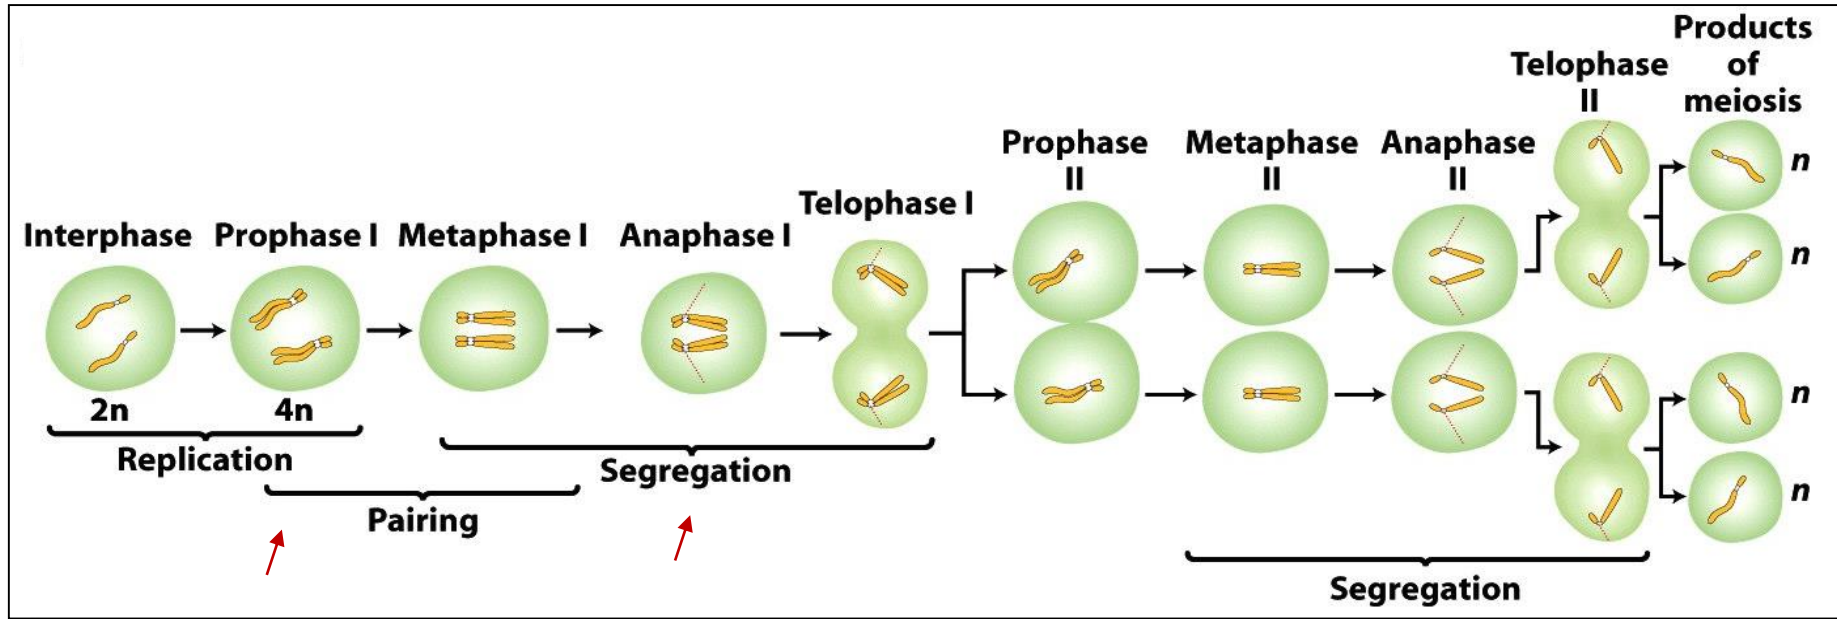 Interphase
2n
Prophase I
4n
Metaphase I
Anaphase I
Telophase I
Prophase
II
Metaphase
II
Anaphase
II
Telophase
II
Products
of
meiosis
n
n
n
n
Replication
Pairing
Segregation
Segregation